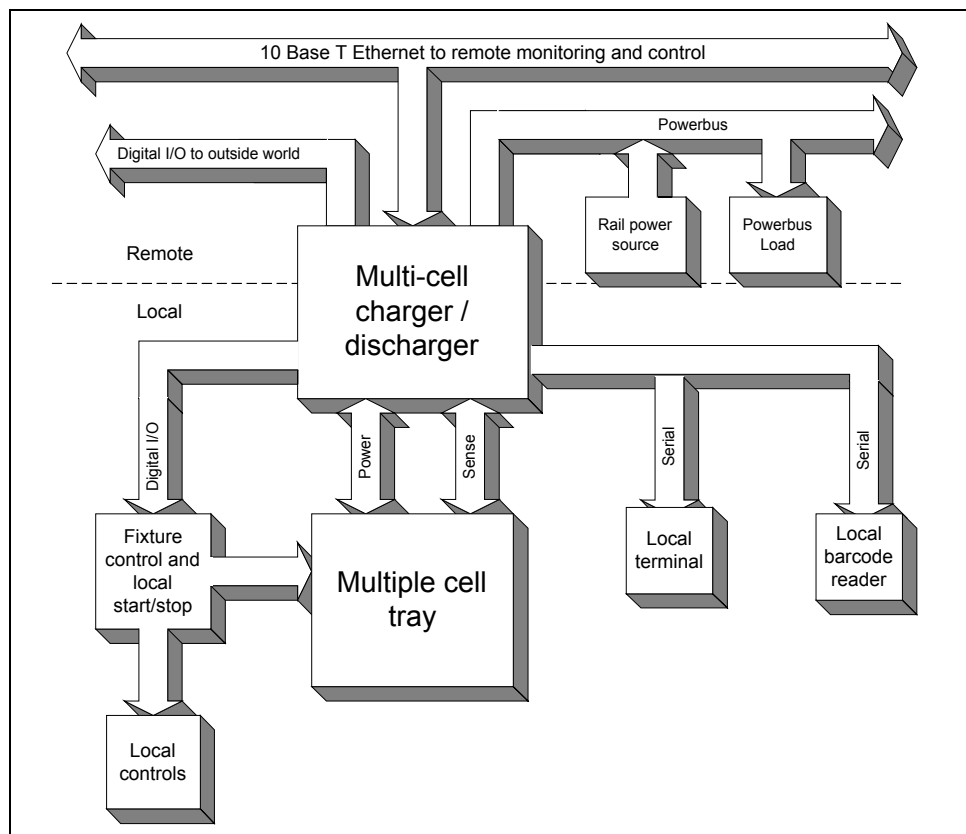 10 Base T Ethernet to remote monitoring and control
Powerbus
Digital I/O to outside world
Rail power
source
Powerbus
Load
Remote
Local
Multi-cell
charger /
discharger
Digital I/O
Power
Sense
Serial
Serial
Fixture
control and
local
start/stop
Multiple cell
tray
Local
terminal
Local
barcode
reader
Local
controls